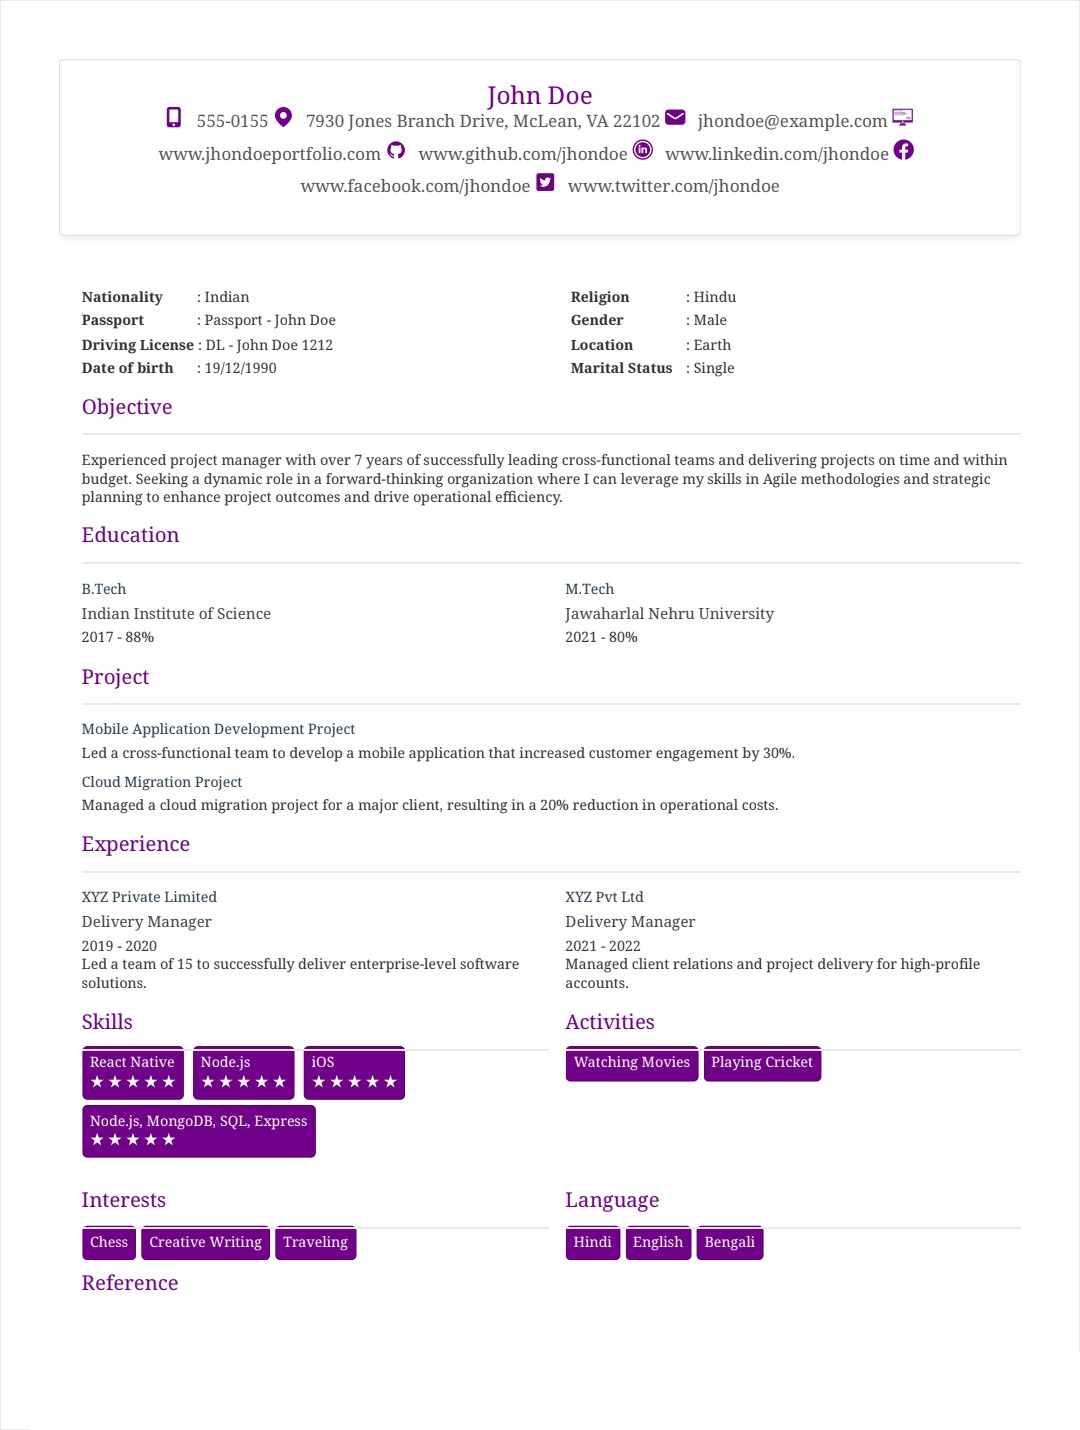 John Doe
555-0155 7930 Jones Branch Drive, McLean, VA 22102 jhondoe@example.com
www.jhondoeportfolio.com www.github.com/jhondoe www.linkedin.com/jhondoe
www.facebook.com/jhondoe www.twitter.com/jhondoe
Nationality : Indian Religion : Hindu
Passport : Passport - John Doe Gender : Male
Driving License : DL - John Doe 1212 Location : Earth
Date of birth : 19/12/1990 Marital Status : Single
Objective
Experienced project manager with over 7 years of successfully leading cross-functional teams and delivering projects on time and within
budget. Seeking a dynamic role in a forward-thinking organization where I can leverage my skills in Agile methodologies and strategic
planning to enhance project outcomes and drive operational efficiency.
Education
B.Tech
Indian Institute of Science
2017 - 88%
M.Tech
Jawaharlal Nehru University
2021 - 80%
Project
Mobile Application Development Project
Led a cross-functional team to develop a mobile application that increased customer engagement by 30%.
Cloud Migration Project
Managed a cloud migration project for a major client, resulting in a 20% reduction in operational costs.
Experience
XYZ Private Limited
Delivery Manager
2019 - 2020
Led a team of 15 to successfully deliver enterprise-level software
solutions.
XYZ Pvt Ltd
Delivery Manager
2021 - 2022
Managed client relations and project delivery for high-profile
accounts.
Skills
React Native Node.js iOS
★★★★★ ★★★★★ ★★★★★
Node.js, MongoDB, SQL, Express
★★★★★
Activities
Watching Movies Playing Cricket
Interests
Chess Creative Writing Traveling
Language
Hindi English Bengali
Reference